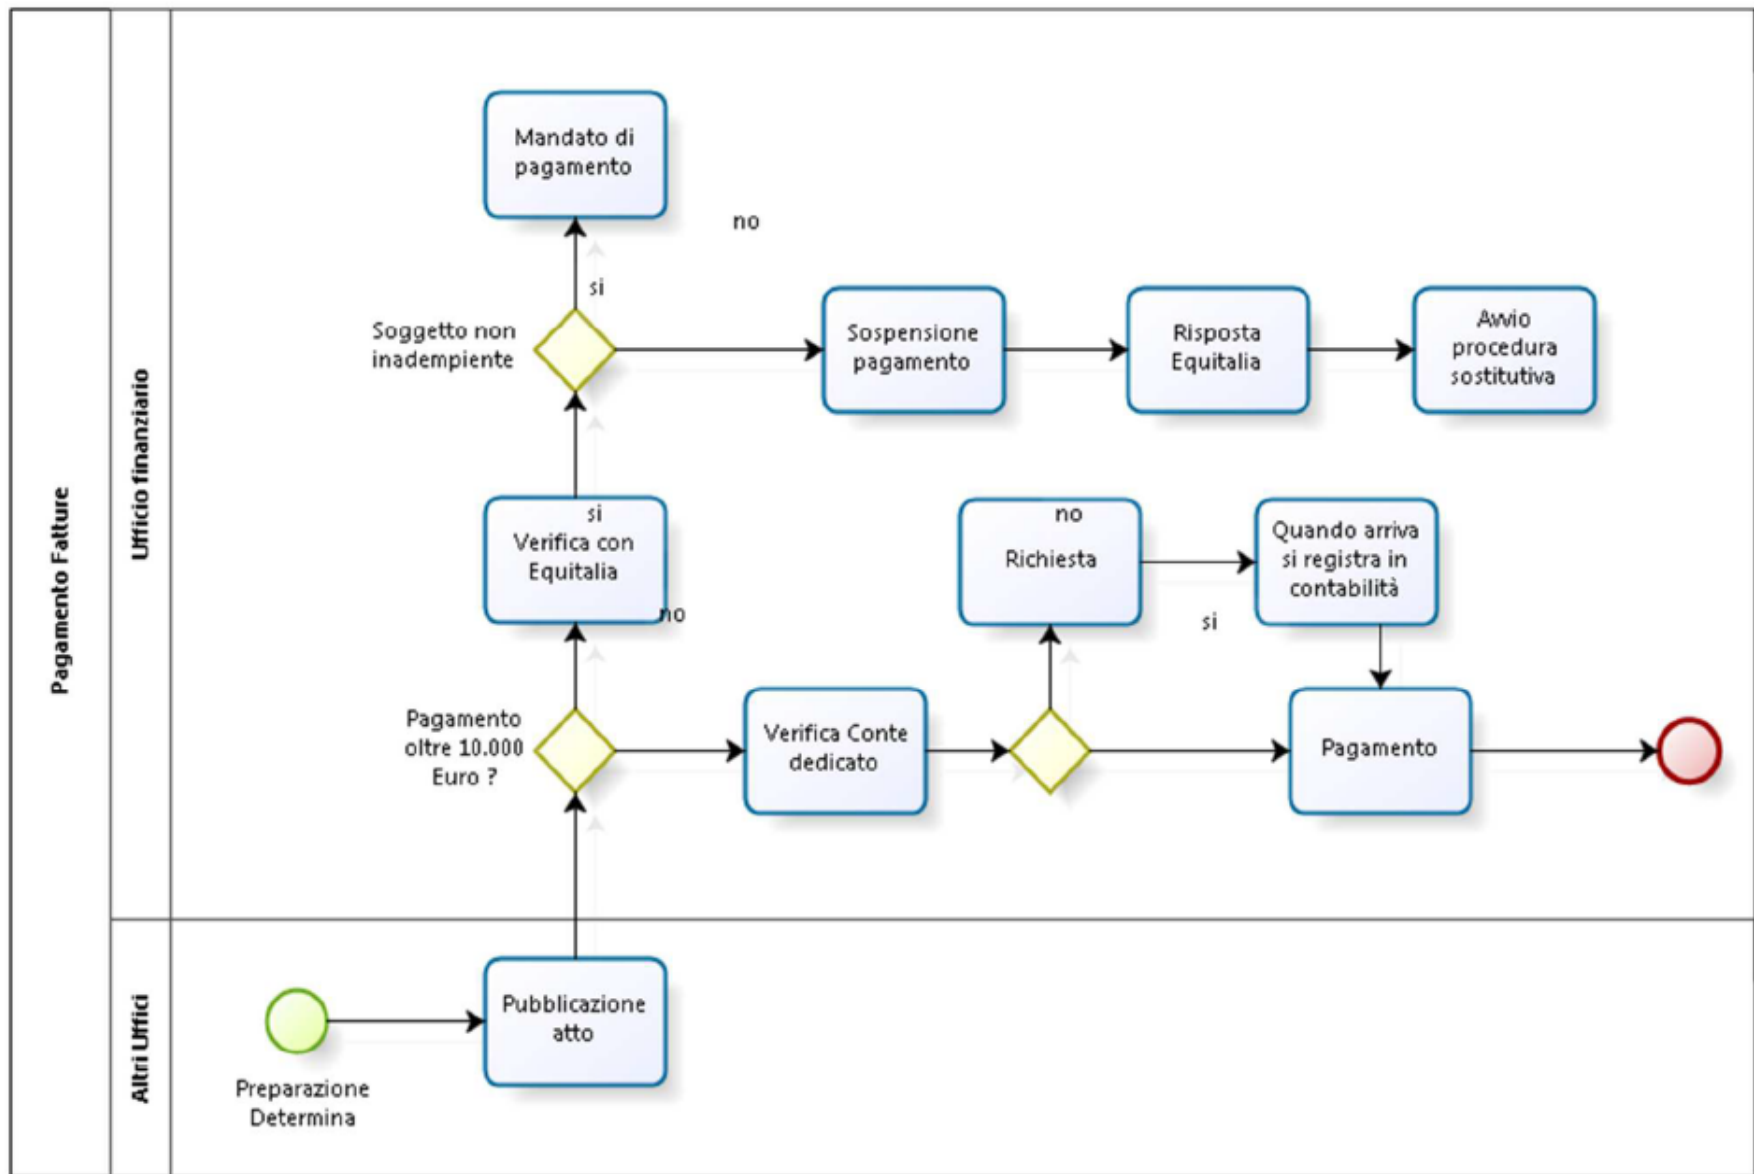 Pagamento Fatture
Ufficio finanziario
Altri Uffici
Mandato di
pagamento
no
si
Soggetto non
inadempiente
Sospensione
pagamento
Risposta
Equitalia
Avvio
procedura
sostitutiva
si
Verifica con
Equitalia
no
no
Richiesta
Quando arriva
si registra in
contabilità
si
Pagamento
oltre 10.000
Euro ?
Verifica Conte
dedicato
Pagamento
Pubblicazione
atto
Preparazione
Determina